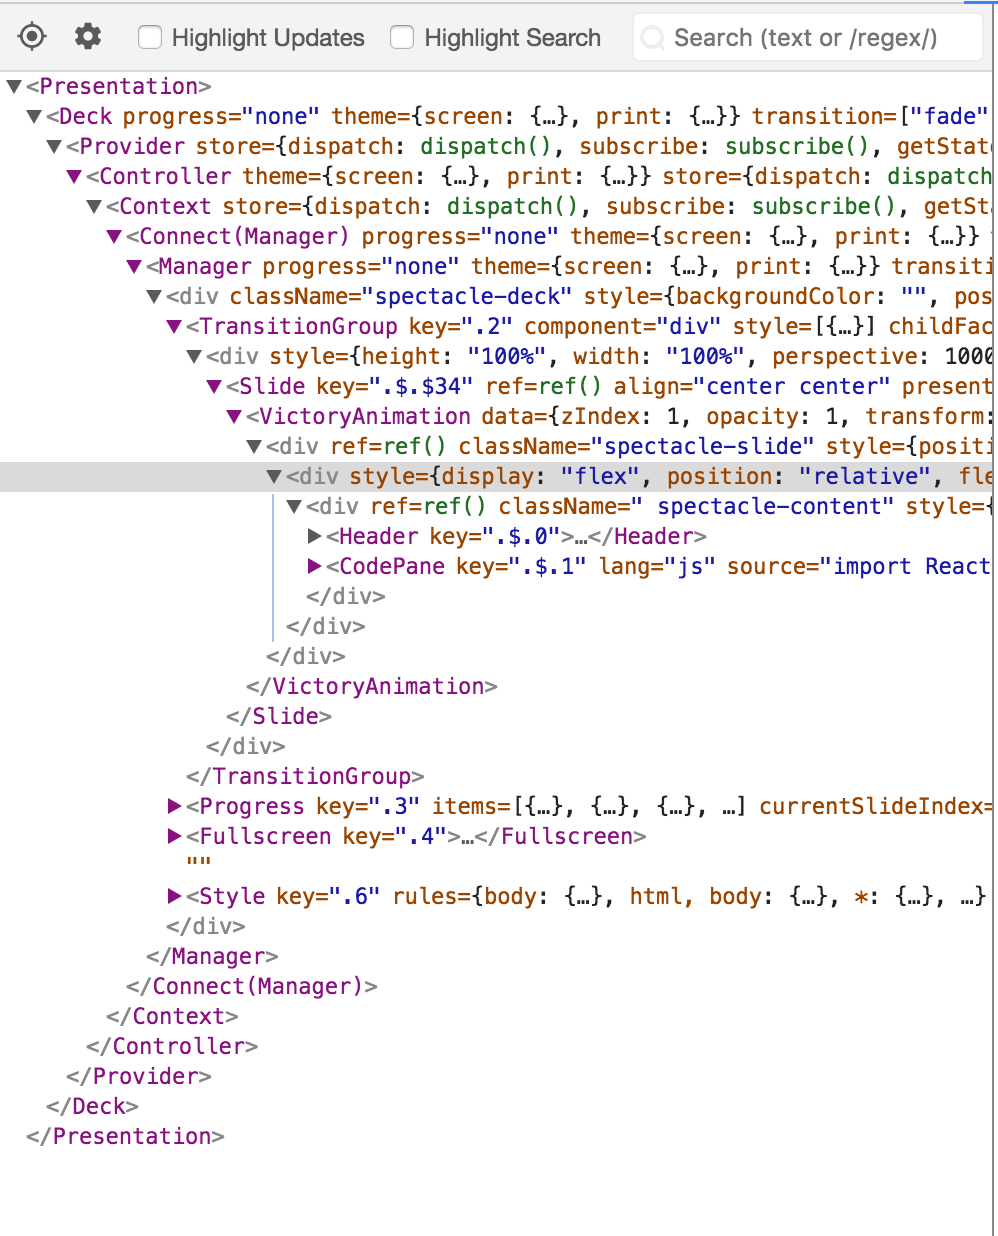 Highlight Updates Highlight Search Search (text or /regex/)
<Presentation>
<Deck progress="none" theme={screen: {…}, print: {…}} transition=["fade"
<Provider store={dispatch: dispatch(), subscribe: subscribe(), getState
<Controller theme={screen: {…}, print: {…}} store={dispatch: dispatch
<Context store={dispatch: dispatch(), subscribe: subscribe(), getSta
<Connect(Manager) progress="none" theme={screen: {…}, print: {…}}
<Manager progress="none" theme={screen: {…}, print: {…}} transiti
<div className="spectacle-deck" style={backgroundColor: "", pos
<TransitionGroup key=".2" component="div" style=[{…}] childFac
<div style={height: "100%", width: "100%", perspective: 1000
<Slide key=".$.$34" ref=ref() align="center center" present
<VictoryAnimation data={zIndex: 1, opacity: 1, transform:
<div ref=ref() className="spectacle-slide" style={positi
<div style={display: "flex", position: "relative", fle
<div ref=ref() className=" spectacle-content" style={
<Header key=".$.0">…</Header>
<CodePane key=".$.1" lang="js" source="import React
</div>
</div>
</div>
</VictoryAnimation>
</Slide>
</div>
</TransitionGroup>
<Progress key=".3" items=[{…}, {…}, {…}, …] currentSlideIndex=
<Fullscreen key=".4">…</Fullscreen>
""
<Style key=".6" rules={body: {…}, html, body: {…}, *: {…}, …}
</div>
</Manager>
</Connect(Manager)>
</Context>
</Controller>
</Provider>
</Deck>
</Presentation>